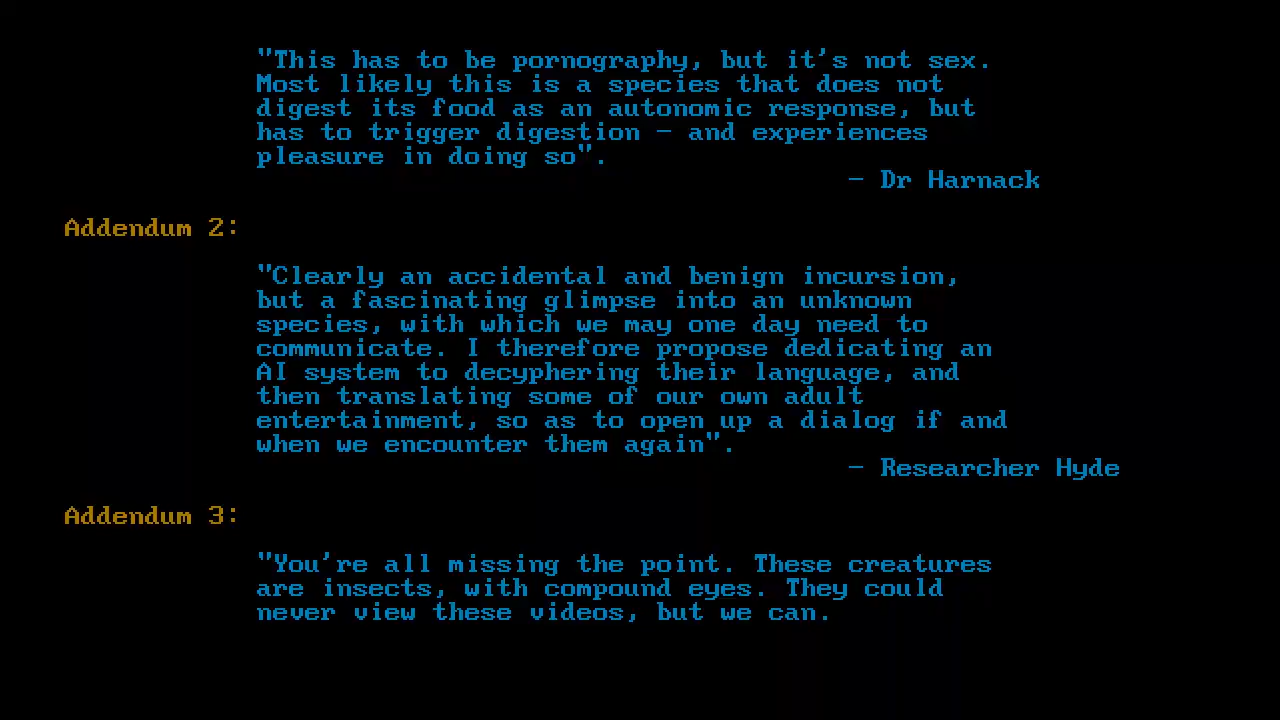 "This has to be pornography, but it's not sex.
Most likely this is a species that does not
digest its food as an autonomic response, but
has to trigger digestion – and experiences
pleasure in doing so".
– Dr Harnack
Addendum 2:
"Clearly an accidental and benign incursion,
but a fascinating glimpse into an unknown
species, with which we may one day need to
communicate. I therefore propose dedicating an
AI system to decyphering their language, and
then translating some of our own adult
entertainment, so as to open up a dialog if and
when we encounter them again".
– Researcher Hyde
Addendum 3:
"You're all missing the point. These creatures
are insects, with compound eyes. They could
never view these videos, but we can.